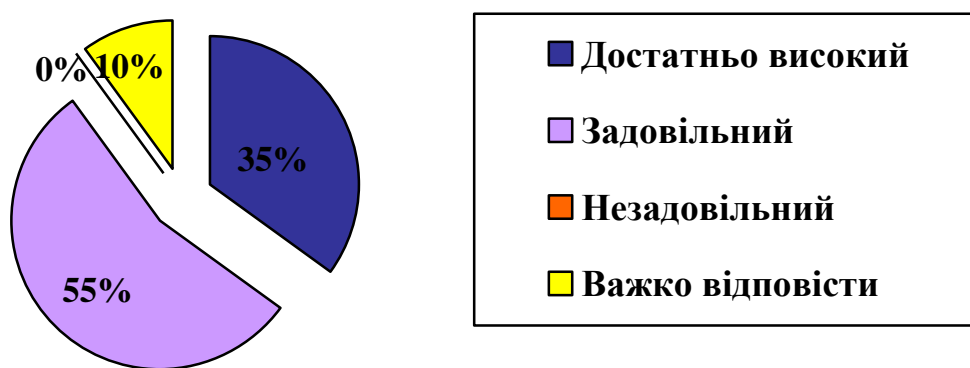 0%
10%
35%
55%
Достатньо високий
Задовільний
Незадовільний
Важко відповісти